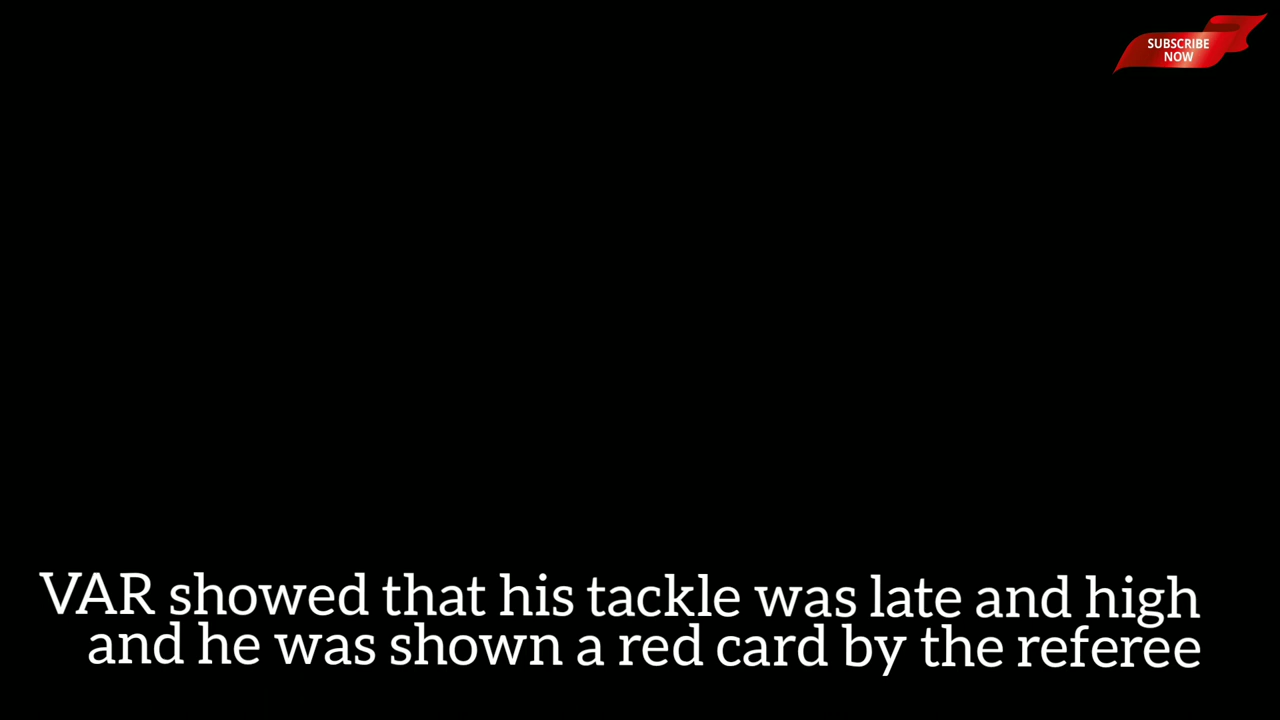 SUBSCRIBE
NOW
VAR showed that his tackle was late and high
and he was shown a red card by the referee